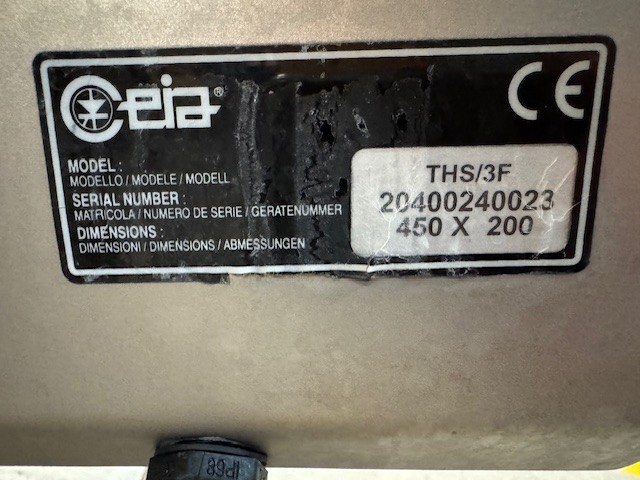 Ceia® CE
MODEL : THS/3F
MODELLO / MODELE / MODELL
SERIAL NUMBER : 20400240023
MATRICOLA / NUMERO DE SERIE / GERATENUMMER
DIMENSIONS : 450 X 200
DIMENSIONI / DIMENSIONS / ABMESSUNGEN
IP68